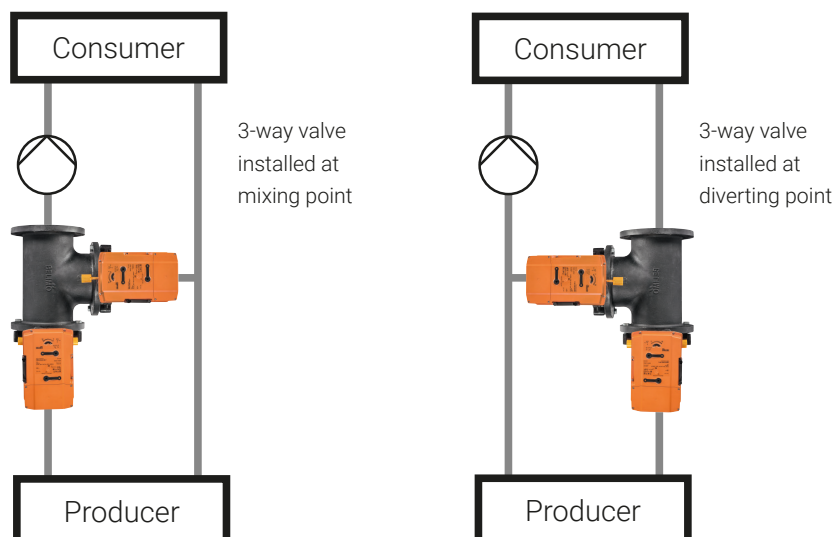 Consumer
3-way valve
installed at
mixing point
Producer
Consumer
3-way valve
installed at
diverting point
Producer